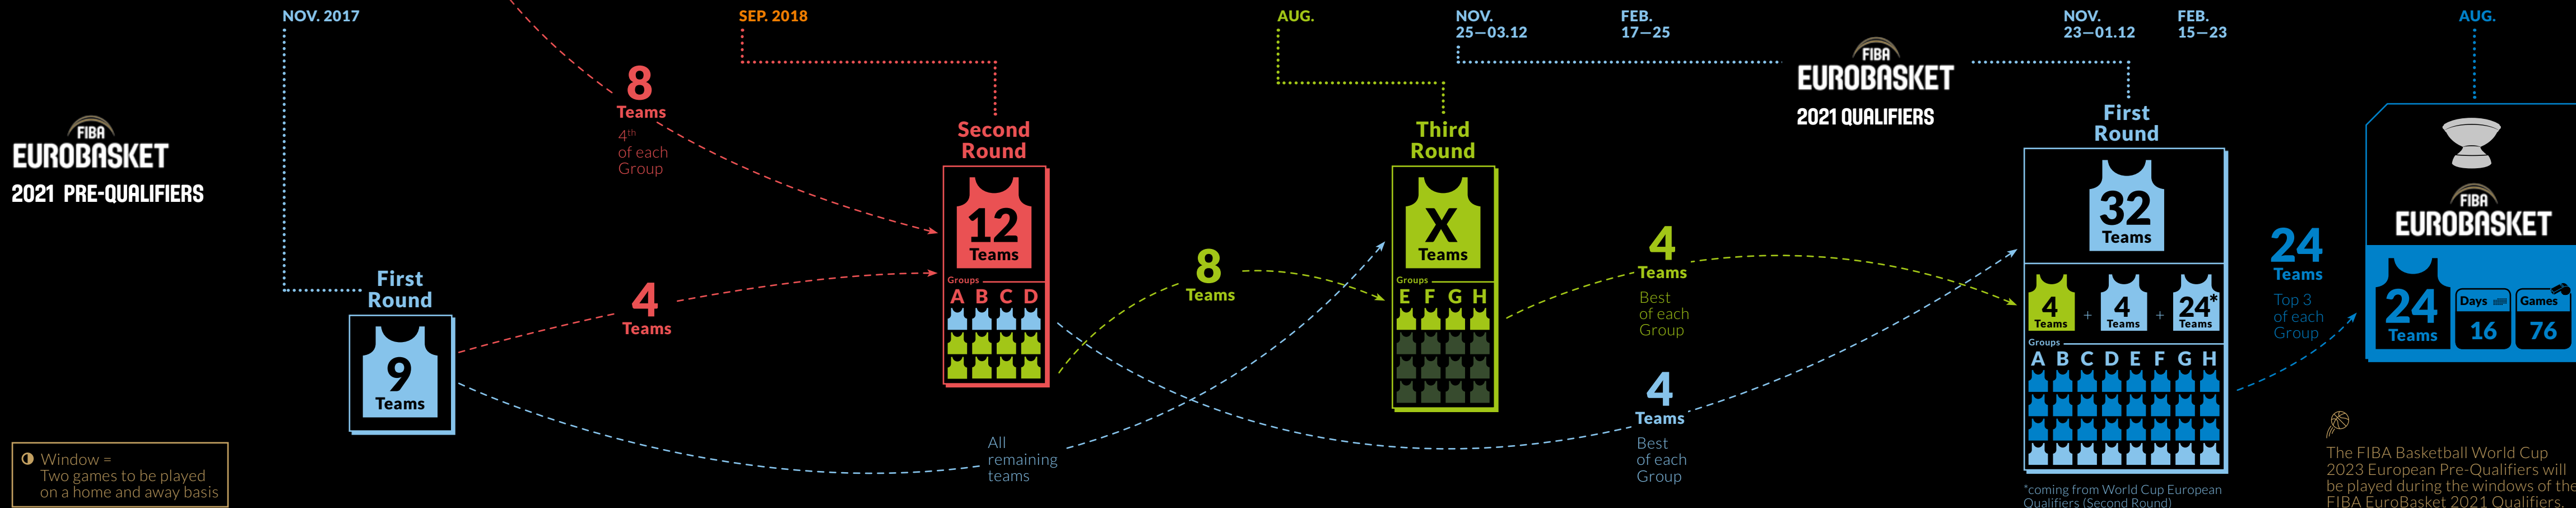 NOV. 2017
SEP. 2018
AUG.
NOV.
25—03.12
FEB.
17—25
NOV.
23—01.12
FEB.
15—23
AUG.
FIBA
EUROBASKET
2021 PRE-QUALIFIERS
Window =
Two games to be played
on a home and away basis
First
Round
9
Teams
8
Teams
4th
of each
Group
4
Teams
Second
Round
12
Teams
Groups
A B C D
8
Teams
All
remaining
teams
Third
Round
X
Teams
Groups
E F G H
4
Teams
Best
of each
Group
4
Teams
Best
of each
Group
FIBA
EUROBASKET
2021 QUALIFIERS
First
Round
32
Teams
4
Teams
+
4
Teams
+
24*
Teams
Groups
A B C D E F G H
*coming from World Cup European
Qualifiers (Second Round)
24
Teams
Top 3
of each
Group
FIBA
EUROBASKET
24
Teams
Days
16
Games
76
The FIBA Basketball World Cup
2023 European Pre-Qualifiers will
be played during the windows of the
FIBA EuroBasket 2021 Qualifiers.